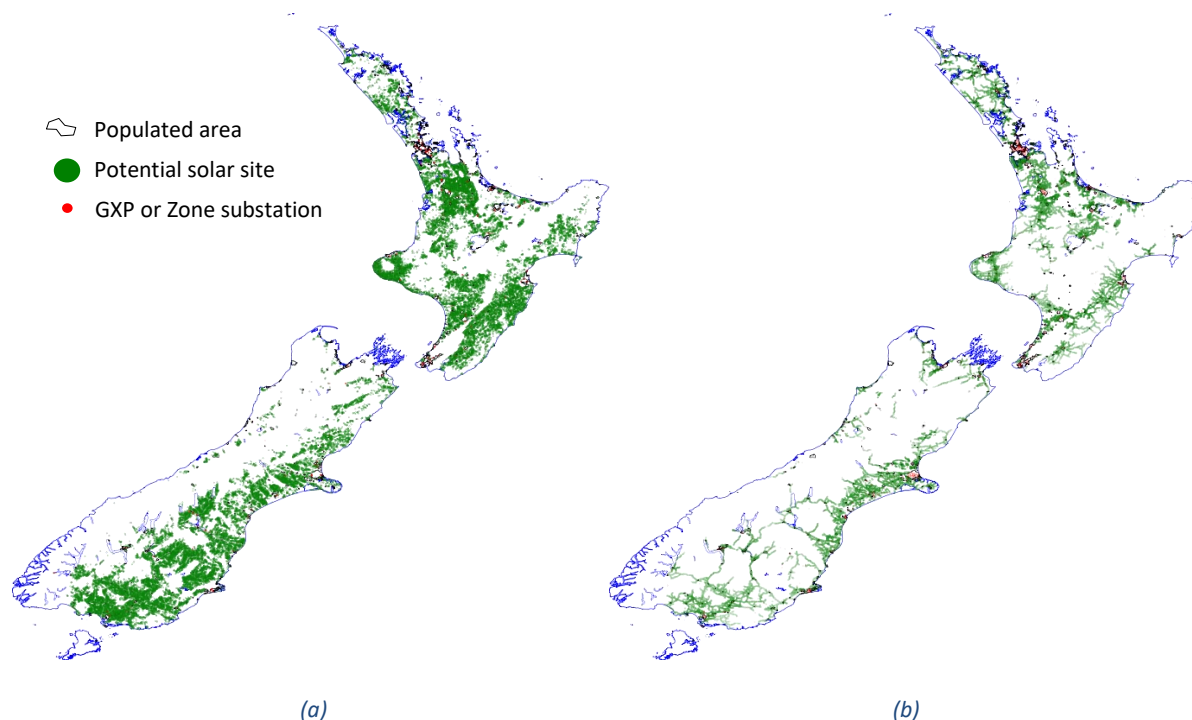 Populated area
Potential solar site
GXP or Zone substation
(a)
(b)